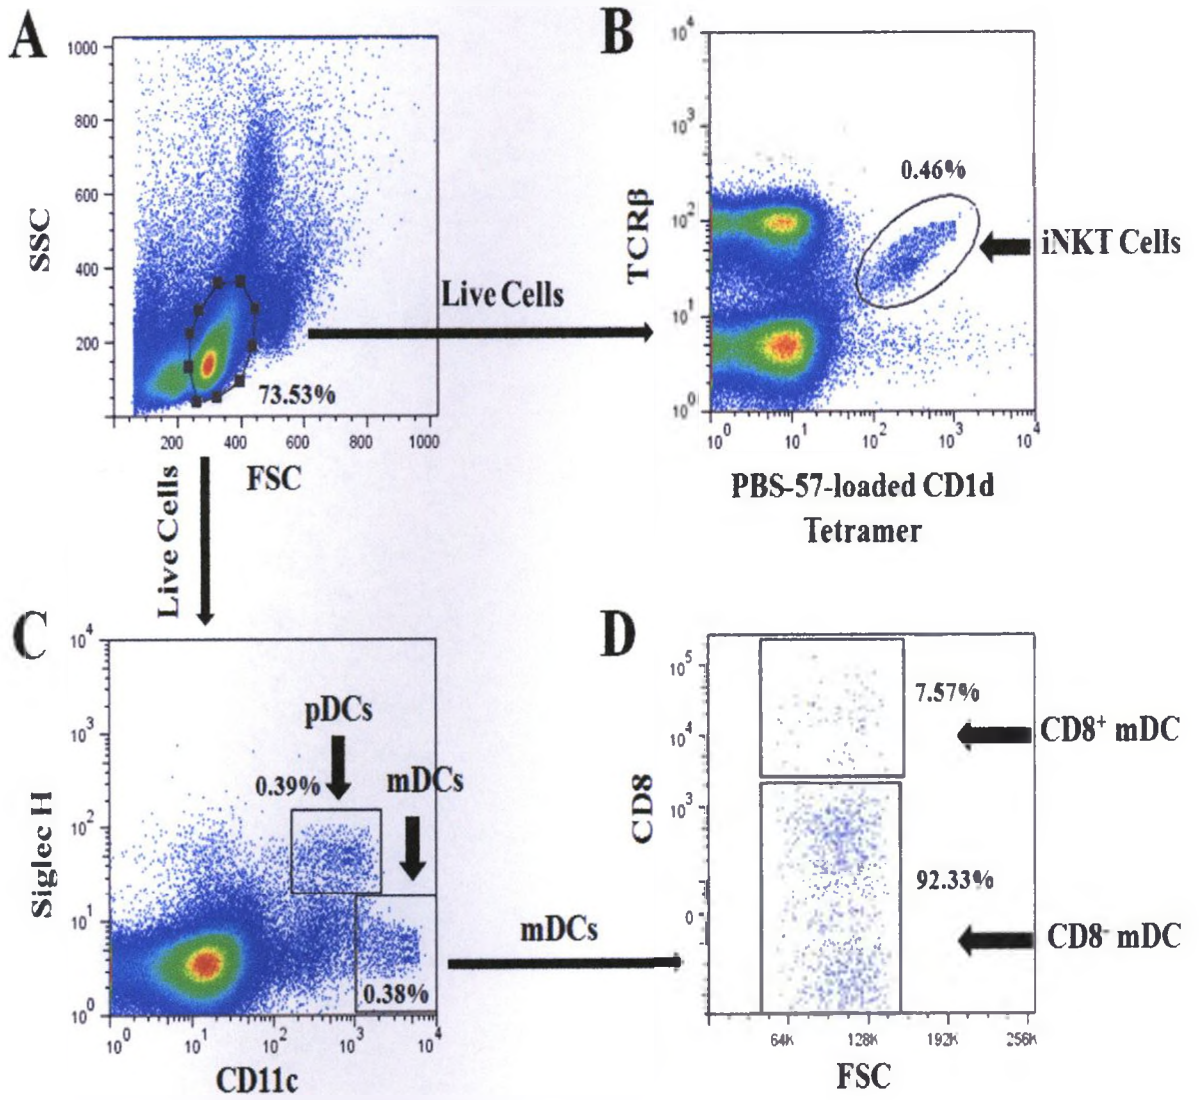 A
SSC
1000
800
600
400
200
200 400 600 800 1000
FSC
73.53%
Live Cells
Live Cells
B
TCRβ
10^4
10^3
10^2
10^1
10^0
10^0 10^1 10^2 10^3 10^4
0.46%
iNKT Cells
PBS-57-loaded CD1d
Tetramer
C
Siglec H
10^4
10^3
10^2
10^1
10^0
10^0 10^1 10^2 10^3 10^4
CD11c
pDCs
0.39%
mDCs
0.38%
mDCs
D
CD8
10^5
10^4
10^3
0
64K 128K 192K 256K
FSC
7.57%
CD8⁺ mDC
92.33%
CD8⁻ mDC